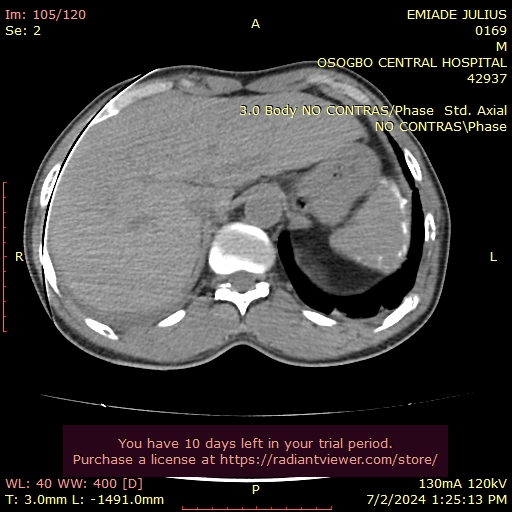 Im: 105/120
Se: 2
A
EMIADE JULIUS
0169
M
OSOGBO CENTRAL HOSPITAL
42937
3.0 Body NO CONTRAS/Phase Std. Axial
NO CONTRAS\Phase
R
L
You have 10 days left in your trial period.
Purchase a license at https://radiantviewer.com/store/
WL: 40 WW: 400 [D]
T: 3.0mm L: -1491.0mm
P
130mA 120kV
7/2/2024 1:25:13 PM